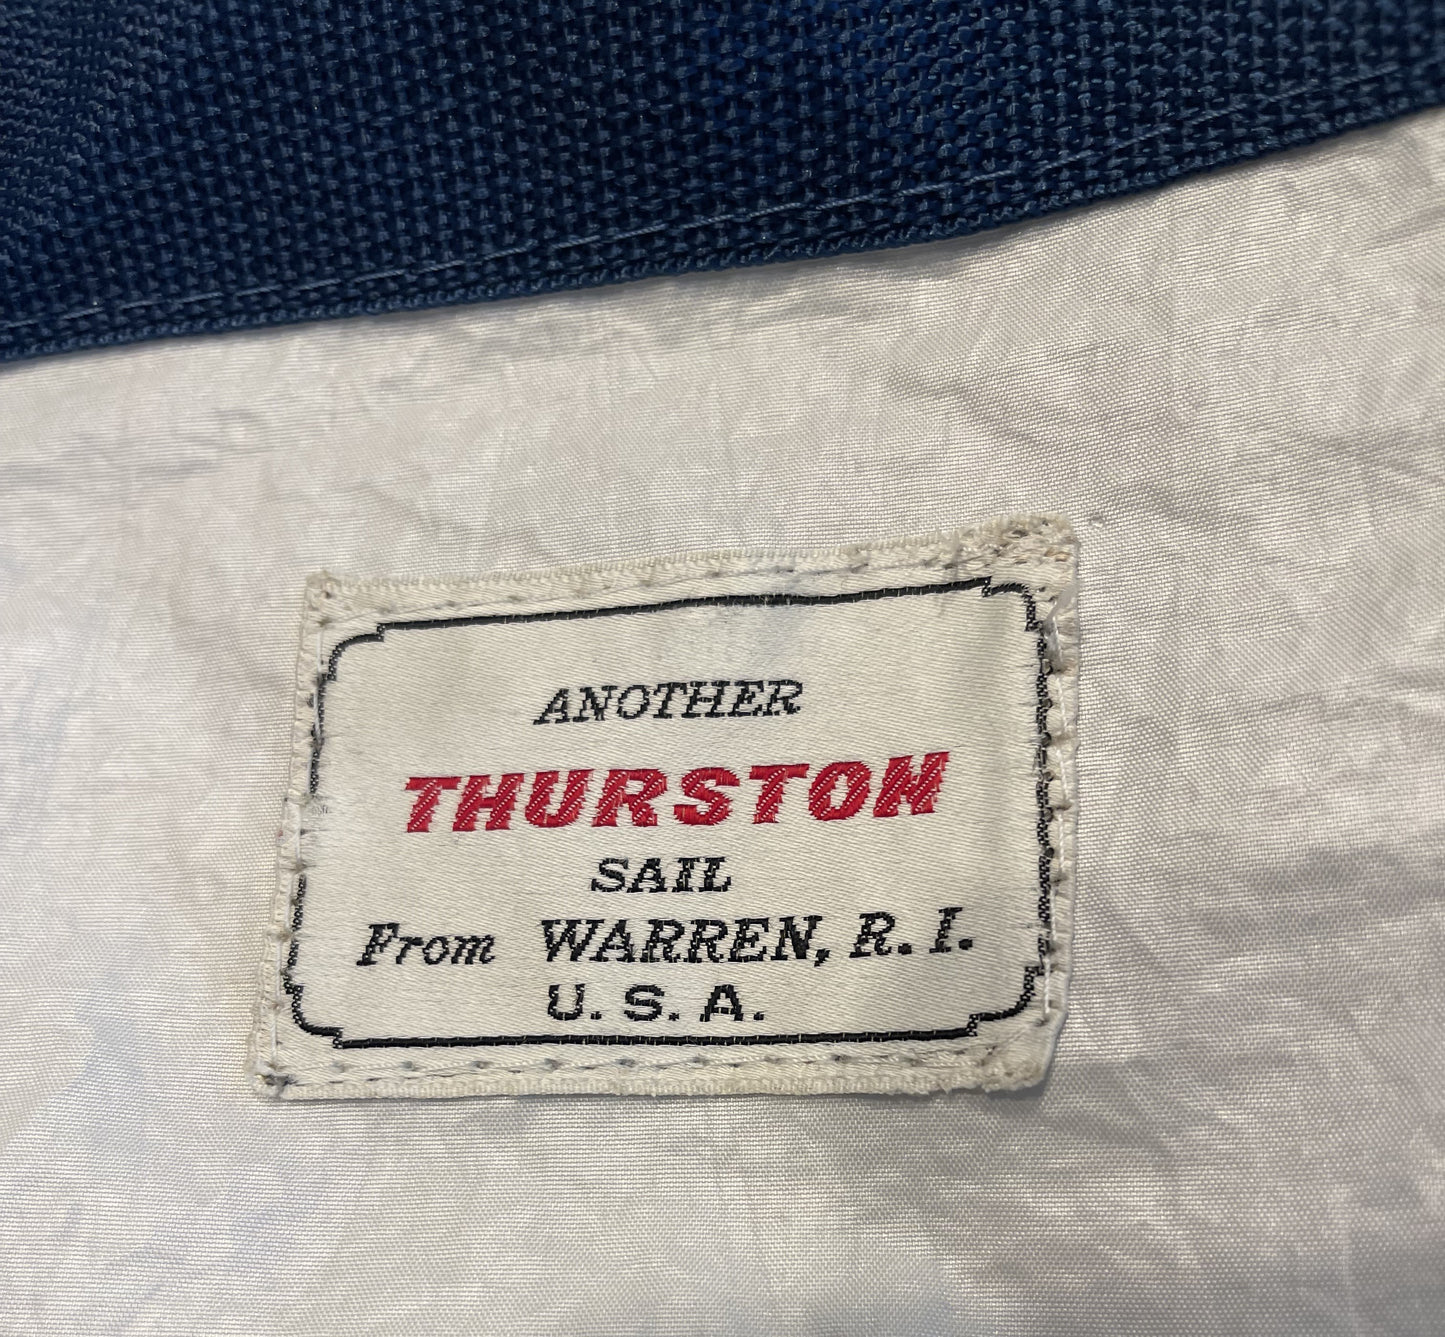 ANOTHER
THURSTON
SAIL
From WARREN, R.I.
U.S.A.